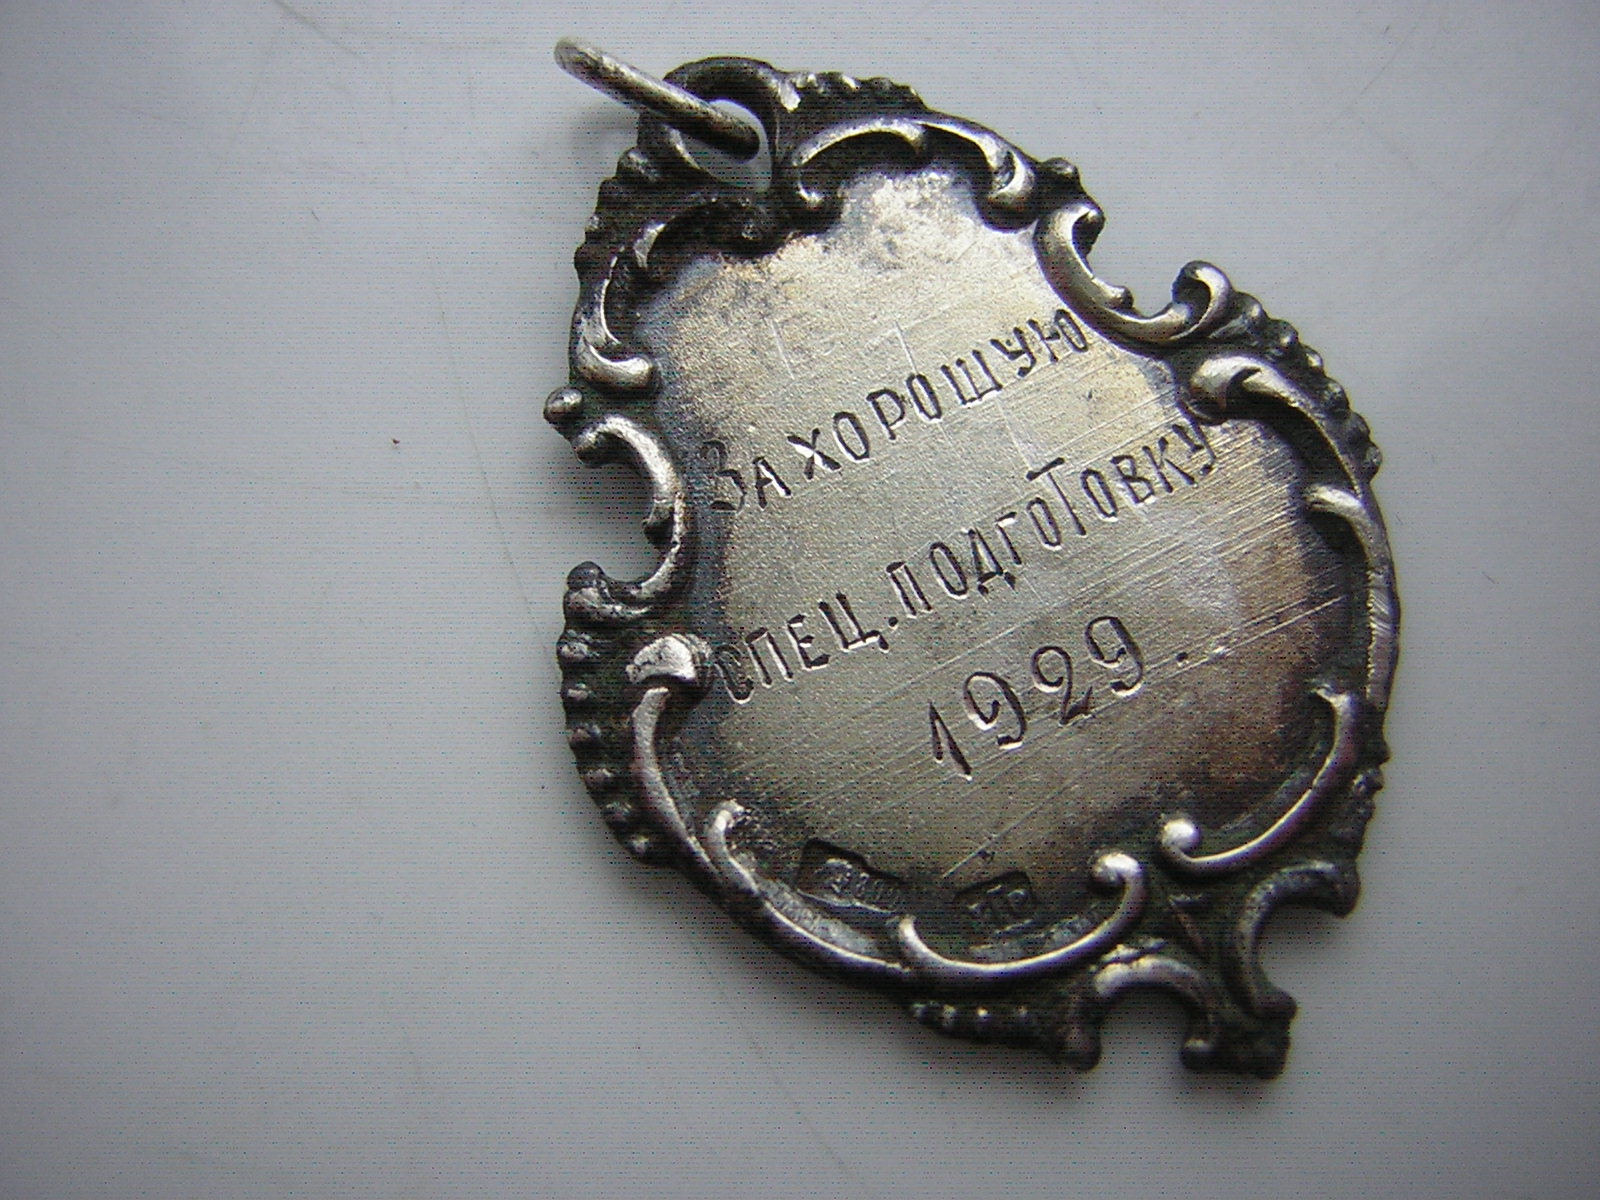 За ХОРОШУЮ
СПЕЦ. ПОДГОТОВКУ
1929.